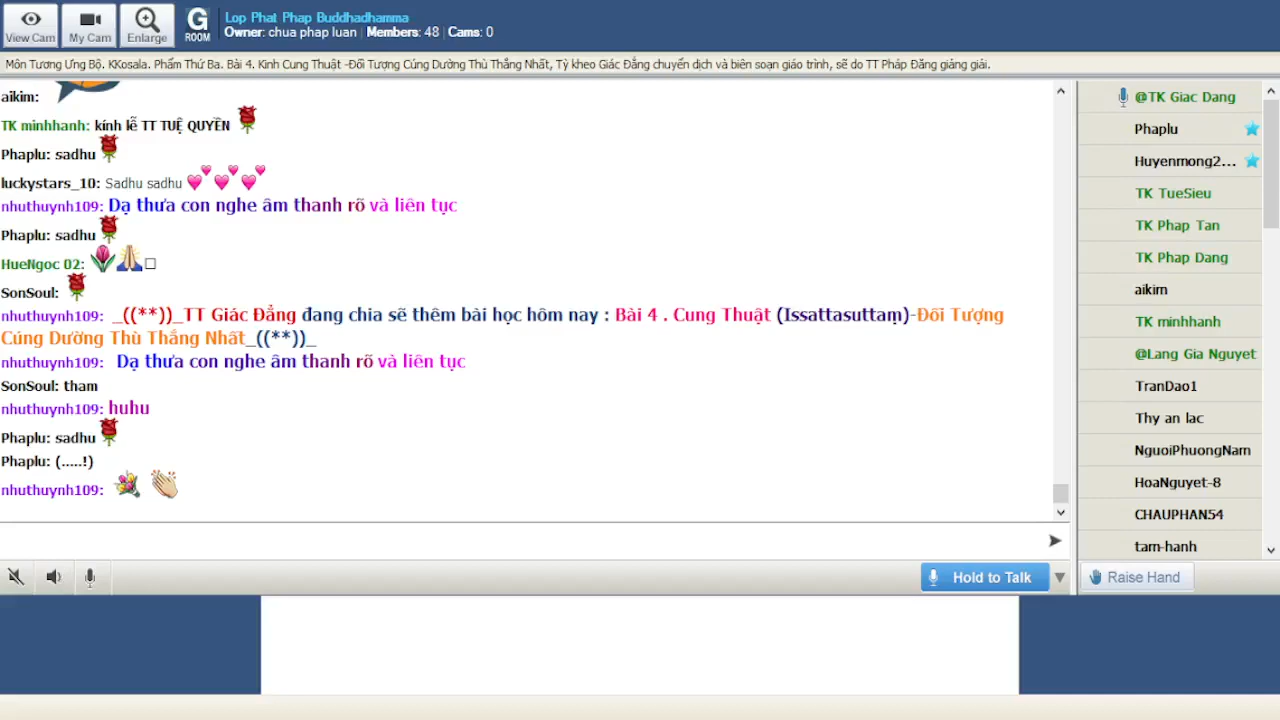 View Cam
My Cam
Enlarge
G
ROOM
Lop Phat Phap Buddhadhamma
Owner: chua phap luan | Members: 48 | Cams: 0
Môn Tương Ưng Bộ. KKosala. Phẩm Thứ Ba. Bài 4. Kinh Cung Thuật -Đối Tượng Cúng Dường Thù Thắng Nhất, Tỳ kheo Giác Đẳng chuyển dịch và biên soạn giáo trình, sẽ do TT Pháp Đăng giảng giải.
aikim:
TK minhhanh: kính lễ TT TUỆ QUYỀN
Phaplu: sadhu
luckystars_10: Sadhu sadhu
nhuthuynh109: Dạ thưa con nghe âm thanh rõ và liên tục
Phaplu: sadhu
HueNgoc 02:
SonSoul:
nhuthuynh109: _((**))_TT Giác Đẳng đang chia sẽ thêm bài học hôm nay : Bài 4 . Cung Thuật (Issattasuttaṃ)-Đối Tượng
Cúng Dường Thù Thắng Nhất_((**))_
nhuthuynh109: Dạ thưa con nghe âm thanh rõ và liên tục
SonSoul: tham
nhuthuynh109: huhu
Phaplu: sadhu
Phaplu: (.....!)
nhuthuynh109:
@TK Giac Dang
Phaplu
Huyenmong2...
TK TueSieu
TK Phap Tan
TK Phap Dang
aikim
TK minhhanh
@Lang Gia Nguyet
TranDao1
Thy an lac
NguoiPhuongNam
HoaNguyet-8
CHAUPHAN54
tam-hanh
Hold to Talk
Raise Hand